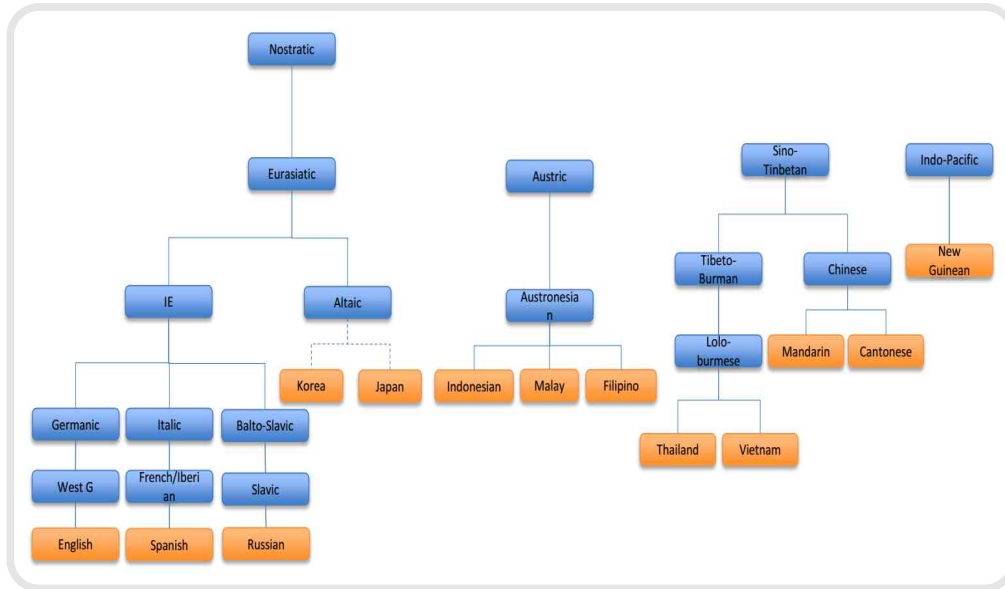 Nostratic
Eurasiatic
Austric
Sino-
Tinbetan
Indo-Pacific
IE
Altaic
Austronesia
n
Tibeto-
Burman
Chinese
New
Guinean
Korea
Japan
Indonesian
Malay
Filipino
Lolo-
burmese
Mandarin
Cantonese
Germanic
Italic
Balto-Slavic
Thailand
Vietnam
West G
French/Iberi
an
Slavic
English
Spanish
Russian